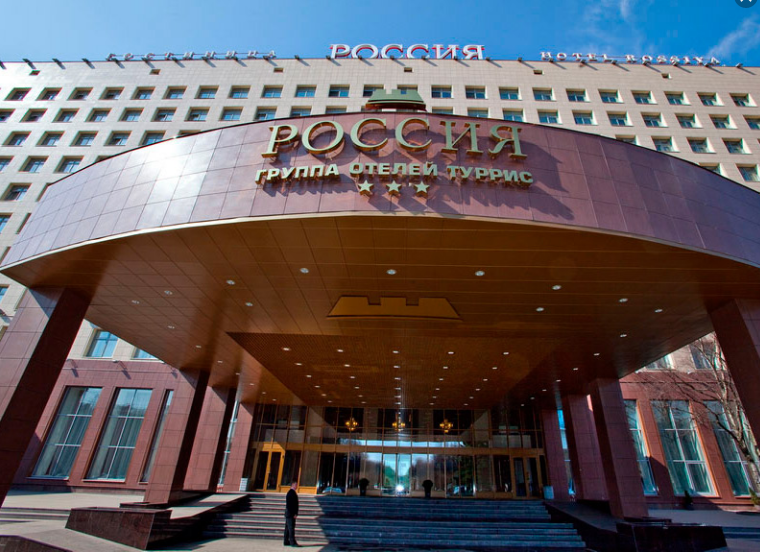 ГОСТИНИЦА РОССИЯ HOTEL ROSSIYA
РОССИЯ
ГРУППА ОТЕЛЕЙ ТУРРИС